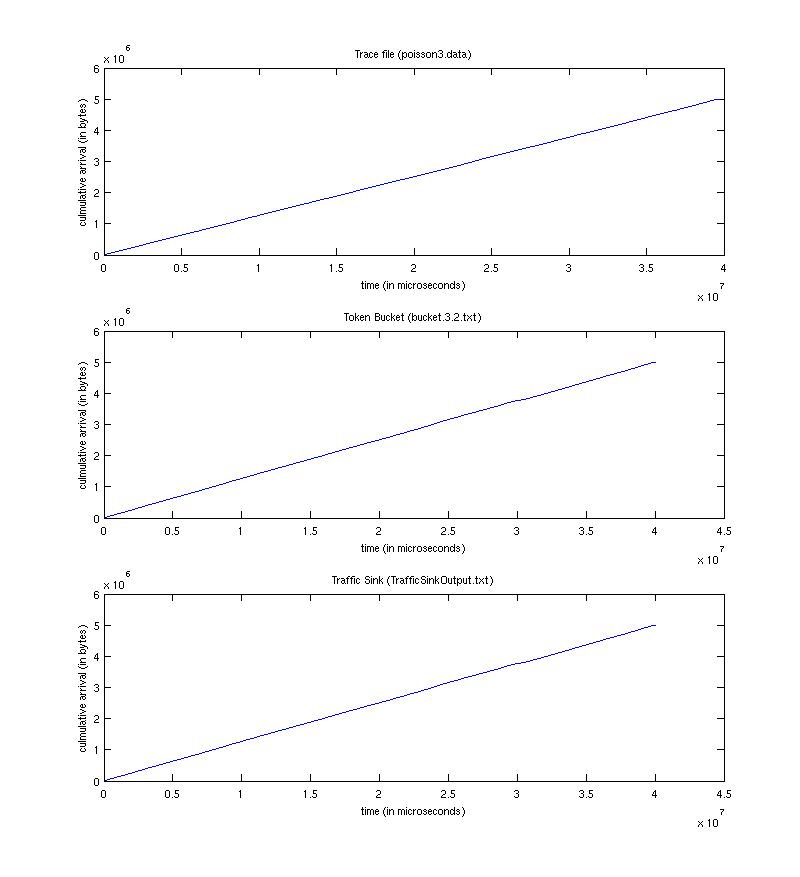 Trace file (poisson3.data)
x 10^6
culmulative arrival (in bytes)
6
5
4
3
2
1
0
0 0.5 1 1.5 2 2.5 3 3.5 4
time (in microseconds)
x 10^7
Token Bucket (bucket.3.2.txt)
x 10^6
culmulative arrival (in bytes)
6
5
4
3
2
1
0
0 0.5 1 1.5 2 2.5 3 3.5 4 4.5
time (in microseconds)
x 10^7
Traffic Sink (TrafficSinkOutput.txt)
x 10^6
culmulative arrival (in bytes)
6
5
4
3
2
1
0
0 0.5 1 1.5 2 2.5 3 3.5 4 4.5
time (in microseconds)
x 10^7